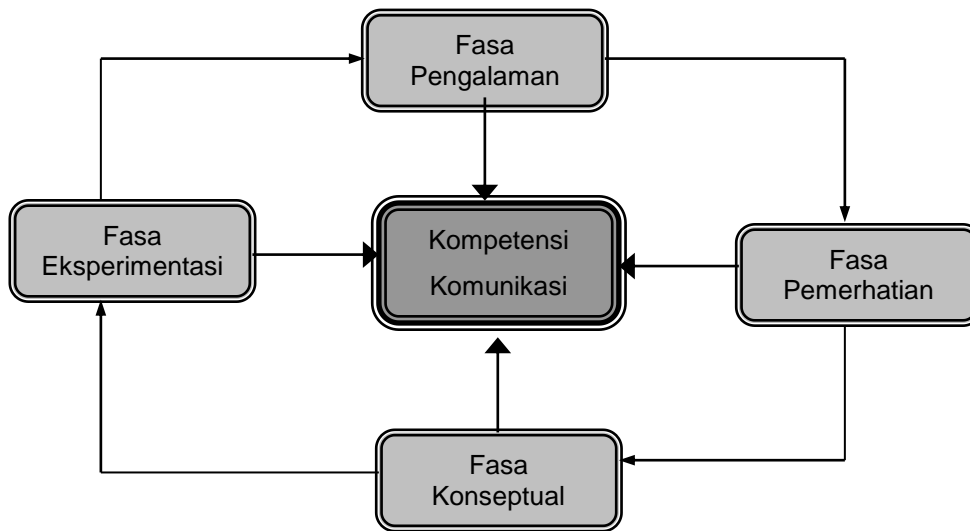 Fasa
Pengalaman
Fasa
Eksperimentasi
Kompetensi
Komunikasi
Fasa
Pemerhatian
Fasa
Konseptual